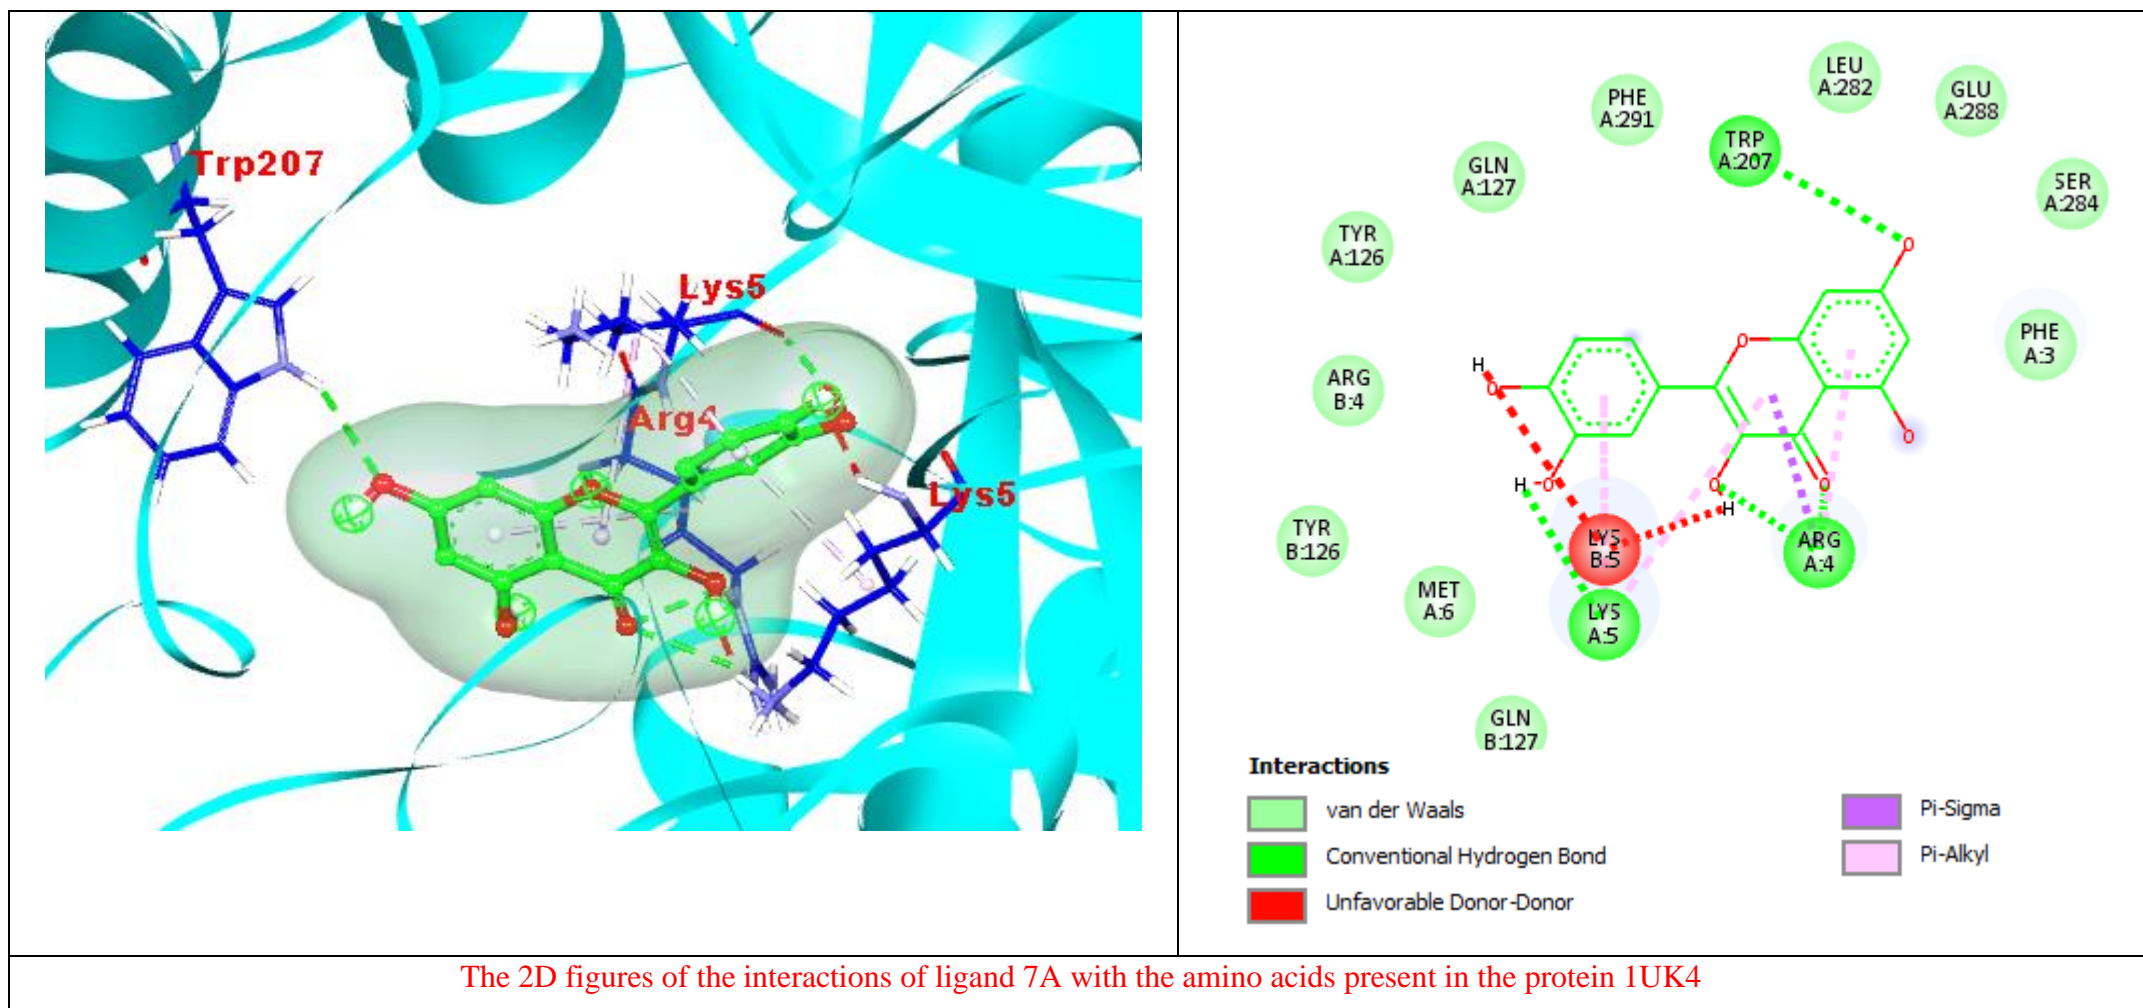 Trp207
Lys5
Arg4
Lys5
LEU
A:282
GLU
A:288
PHE
A:291
TRP
A:207
GLN
A:127
SER
A:284
TYR
A:126
O
PHE
A:3
O
H
O
ARG
B:4
O
H
O
O
O
H
LYS
B:5
ARG
A:4
TYR
B:126
MET
A:6
LYS
A:5
GLN
B:127
Interactions
van der Waals
Conventional Hydrogen Bond
Unfavorable Donor-Donor
Pi-Sigma
Pi-Alkyl
The 2D figures of the interactions of ligand 7A with the amino acids present in the protein 1UK4